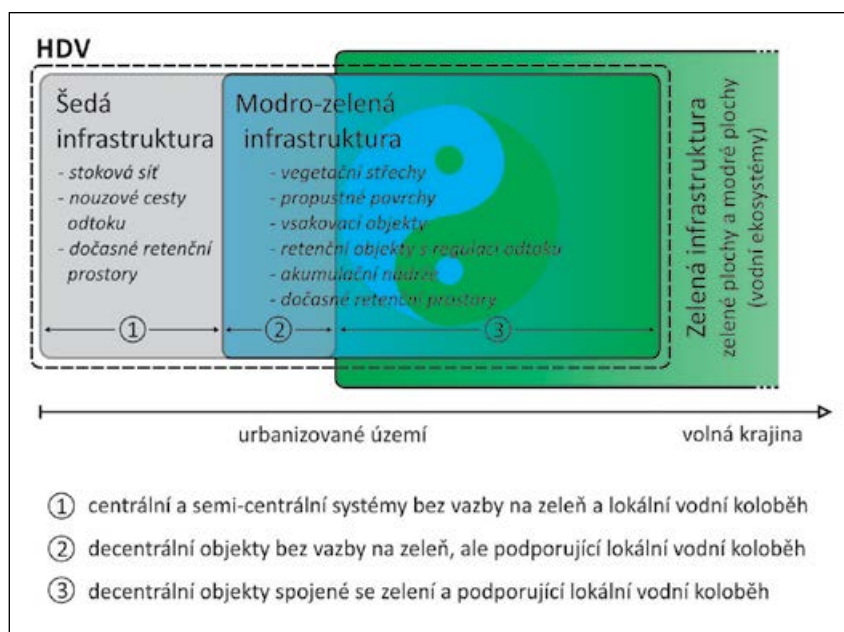 HDV
Šedá
infrastruktura
- stoková síť
- nouzové cesty
odtoku
- dočasné retenční
prostory
Modro-zelená
infrastruktura
- vegetační střechy
- propustné povrchy
- vsakovací objekty
- retenční objekty s regulací odtoku
- akumulační nádrže
- dočasné retenční prostory
Zelená infrastruktura
zelené plochy a modré plochy
(vodní ekosystémy)
1
2
3
urbanizované území
volná krajina
1 centrální a semi-centrální systémy bez vazby na zeleň a lokální vodní koloběh
2 decentrální objekty bez vazby na zeleň, ale podporující lokální vodní koloběh
3 decentrální objekty spojené se zelení a podporující lokální vodní koloběh